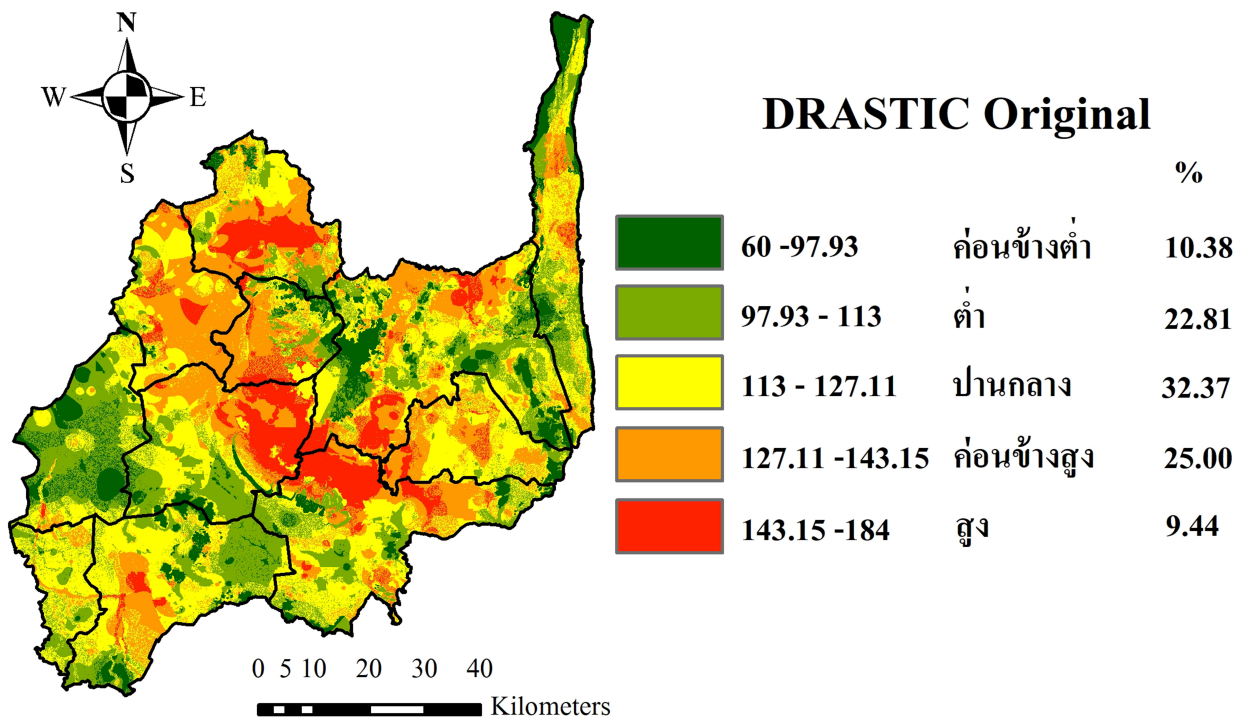 N
W E
S
DRASTIC Original
%
60 -97.93 ค่อนข้างต่ำ 10.38
97.93 - 113 ต่ำ 22.81
113 - 127.11 ปานกลาง 32.37
127.11 -143.15 ค่อนข้างสูง 25.00
143.15 -184 สูง 9.44
0 5 10 20 30 40
Kilometers